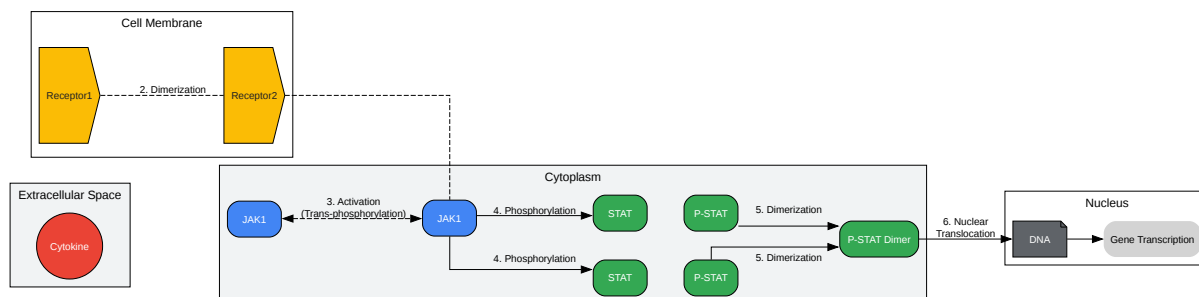 Cell Membrane
Receptor1
2. Dimerization
Receptor2
Extracellular Space
Cytokine
Cytoplasm
JAK1
3. Activation
(Trans-phosphorylation)
JAK1
4. Phosphorylation
STAT
4. Phosphorylation
STAT
P-STAT
5. Dimerization
P-STAT
5. Dimerization
P-STAT Dimer
6. Nuclear
Translocation
Nucleus
DNA
Gene Transcription